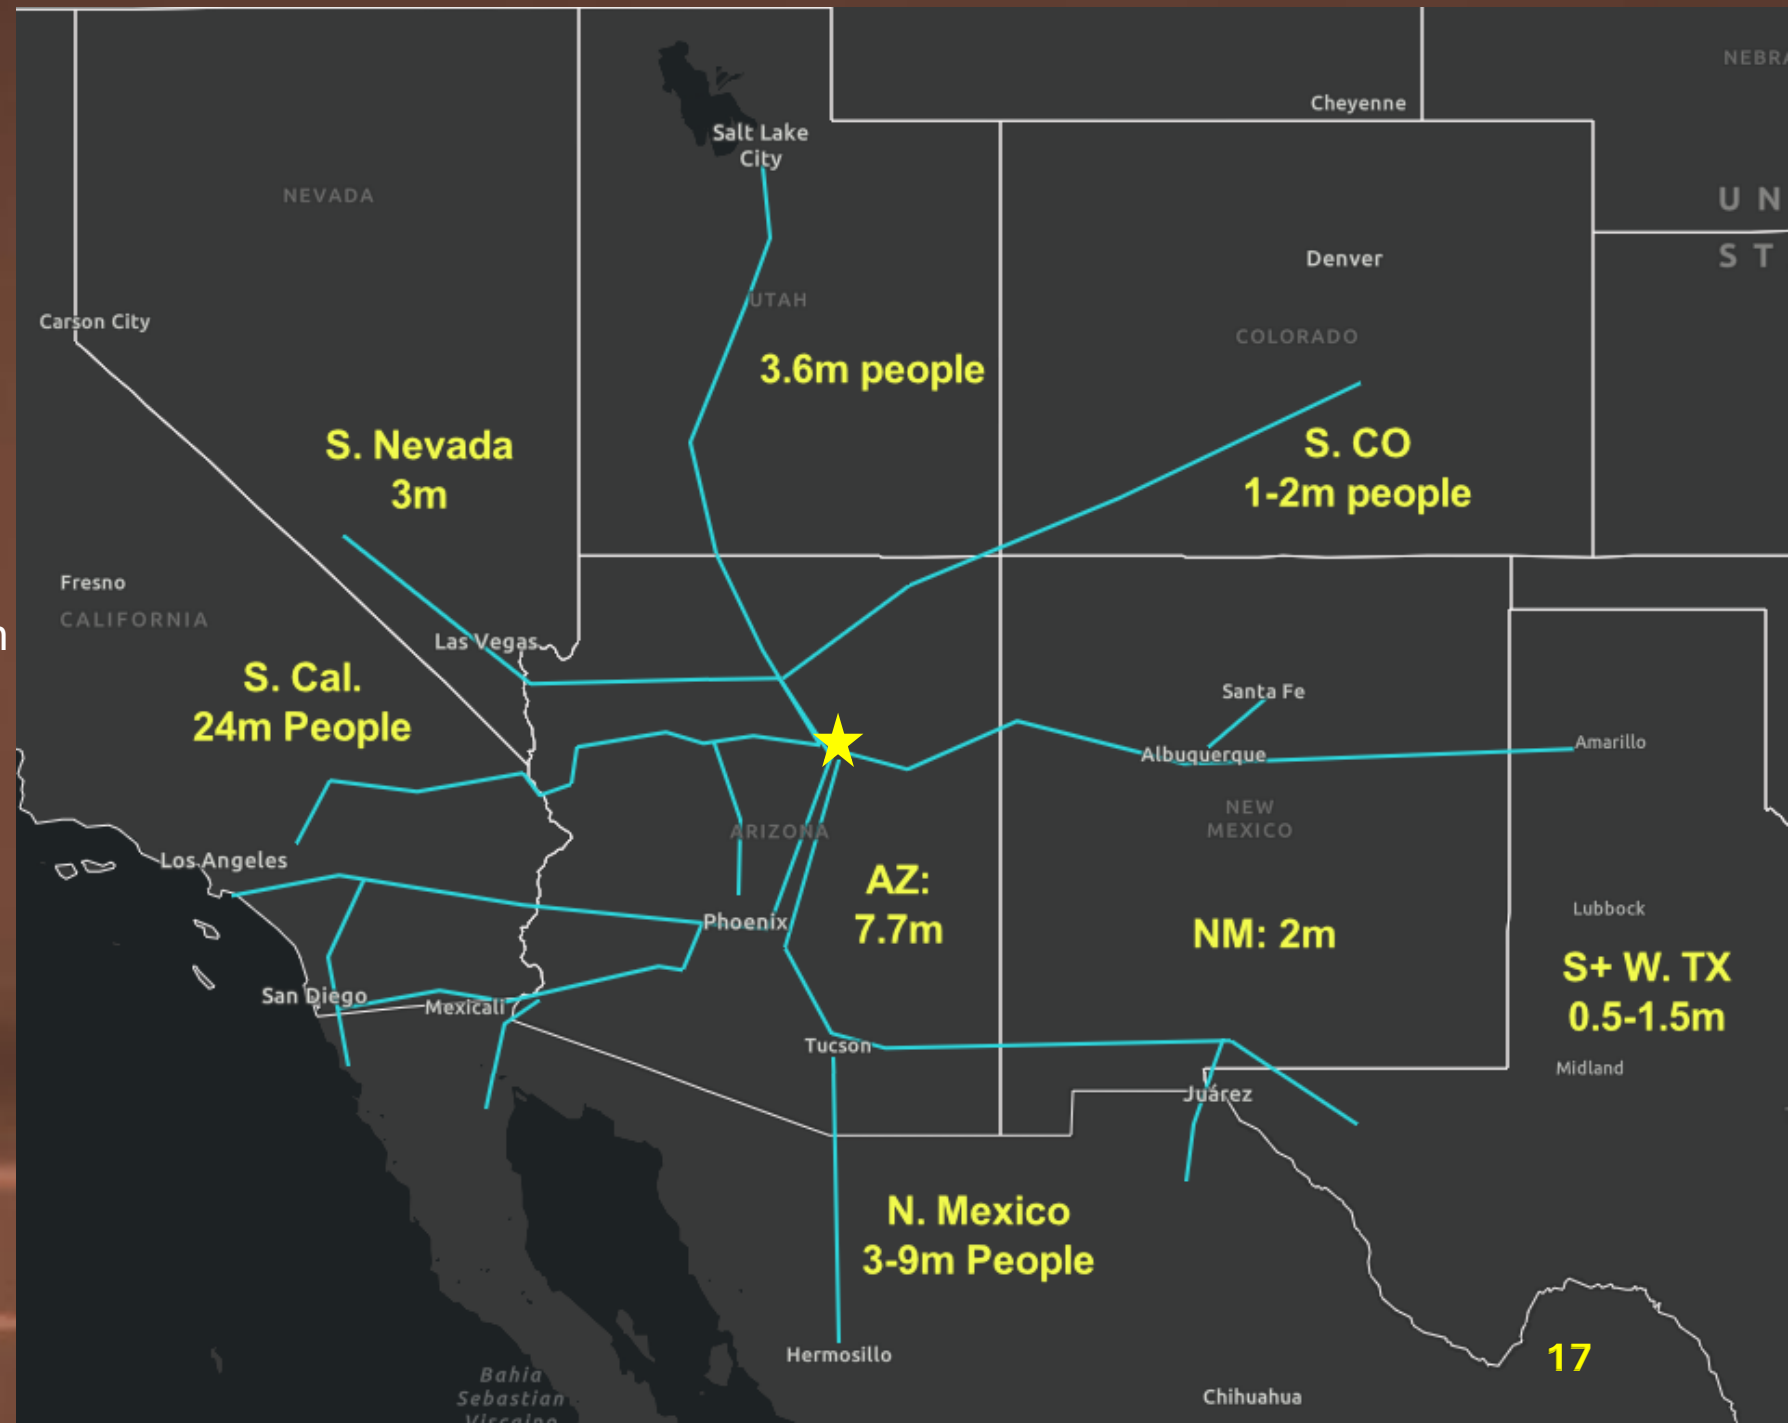 NEBRA
Cheyenne
Salt Lake
City
NEVADA
U N
S T
Denver
UTAH
Carson City
COLORADO
3.6m people
S. Nevada
3m
S. CO
1-2m people
Fresno
CALIFORNIA
Las Vegas
S. Cal.
24m People
Santa Fe
Albuquerque
Amarillo
NEW
MEXICO
ARIZONA
Los Angeles
AZ:
7.7m
Phoenix
NM: 2m
Lubbock
S+ W. TX
0.5-1.5m
San Diego
Mexicali
Tucson
Midland
Juárez
N. Mexico
3-9m People
Hermosillo
17
Bahia
Sebastian
Vizcaino
Chihuahua